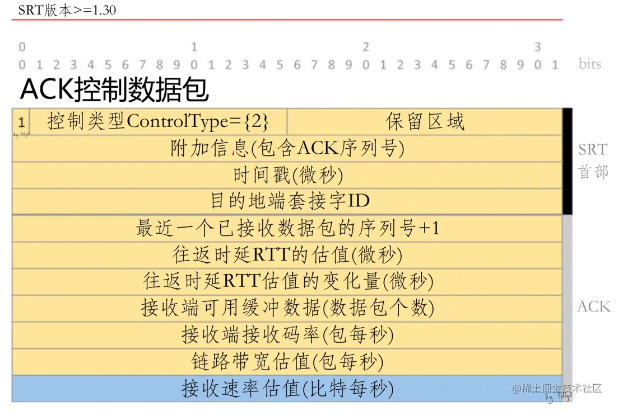 SRT版本>=1.30
0 1 2 3
0 1 2 3 4 5 6 7 8 9 0 1 2 3 4 5 6 7 8 9 0 1 2 3 4 5 6 7 8 9 0 1 bits
ACK控制数据包
1 控制类型ControlType={2} 保留区域
附加信息(包含ACK序列号)
SRT
首部
时间戳(微秒)
目的地端套接字ID
最近一个已接收数据包的序列号+1
往返时延RTT的估值(微秒)
往返时延RTT估值的变化量(微秒)
接收端可用缓冲数据(数据包个数)
ACK
接收端接收码率(包每秒)
链路带宽估值(包每秒)
接收速率估值(比特每秒)
@稀土掘金技术社区